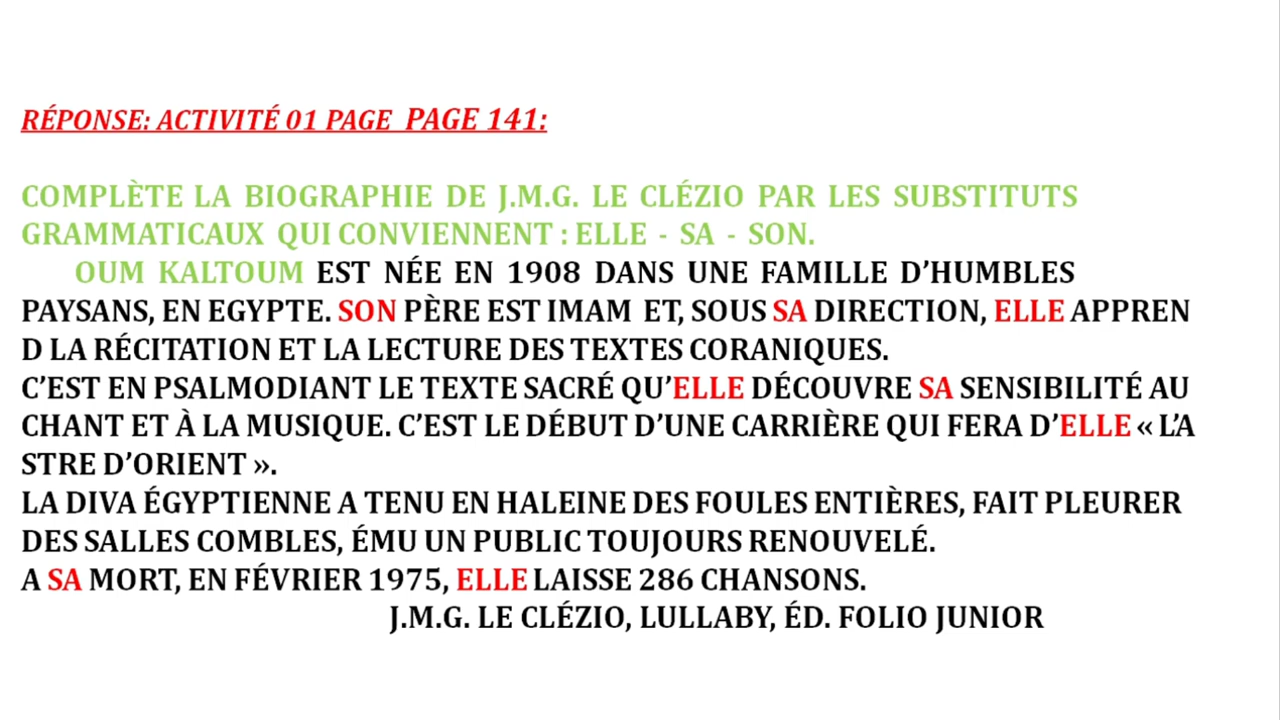 RÉPONSE: ACTIVITÉ 01 PAGE PAGE 141:
COMPLÈTE LA BIOGRAPHIE DE J.M.G. LE CLÉZIO PAR LES SUBSTITUTS
GRAMMATICAUX QUI CONVIENNENT : ELLE - SA - SON.
OUM KALTOUM EST NÉE EN 1908 DANS UNE FAMILLE D’HUMBLES
PAYSANS, EN EGYPTE. SON PÈRE EST IMAM ET, SOUS SA DIRECTION, ELLE APPREN
D LA RÉCITATION ET LA LECTURE DES TEXTES CORANIQUES.
C’EST EN PSALMODIANT LE TEXTE SACRÉ QU’ELLE DÉCOUVRE SA SENSIBILITÉ AU
CHANT ET À LA MUSIQUE. C’EST LE DÉBUT D’UNE CARRIÈRE QUI FERA D’ELLE « L’A
STRE D’ORIENT ».
LA DIVA ÉGYPTIENNE A TENU EN HALEINE DES FOULES ENTIÈRES, FAIT PLEURER
DES SALLES COMBLES, ÉMU UN PUBLIC TOUJOURS RENOUVELÉ.
A SA MORT, EN FÉVRIER 1975, ELLE LAISSE 286 CHANSONS.
J.M.G. LE CLÉZIO, LULLABY, ÉD. FOLIO JUNIOR